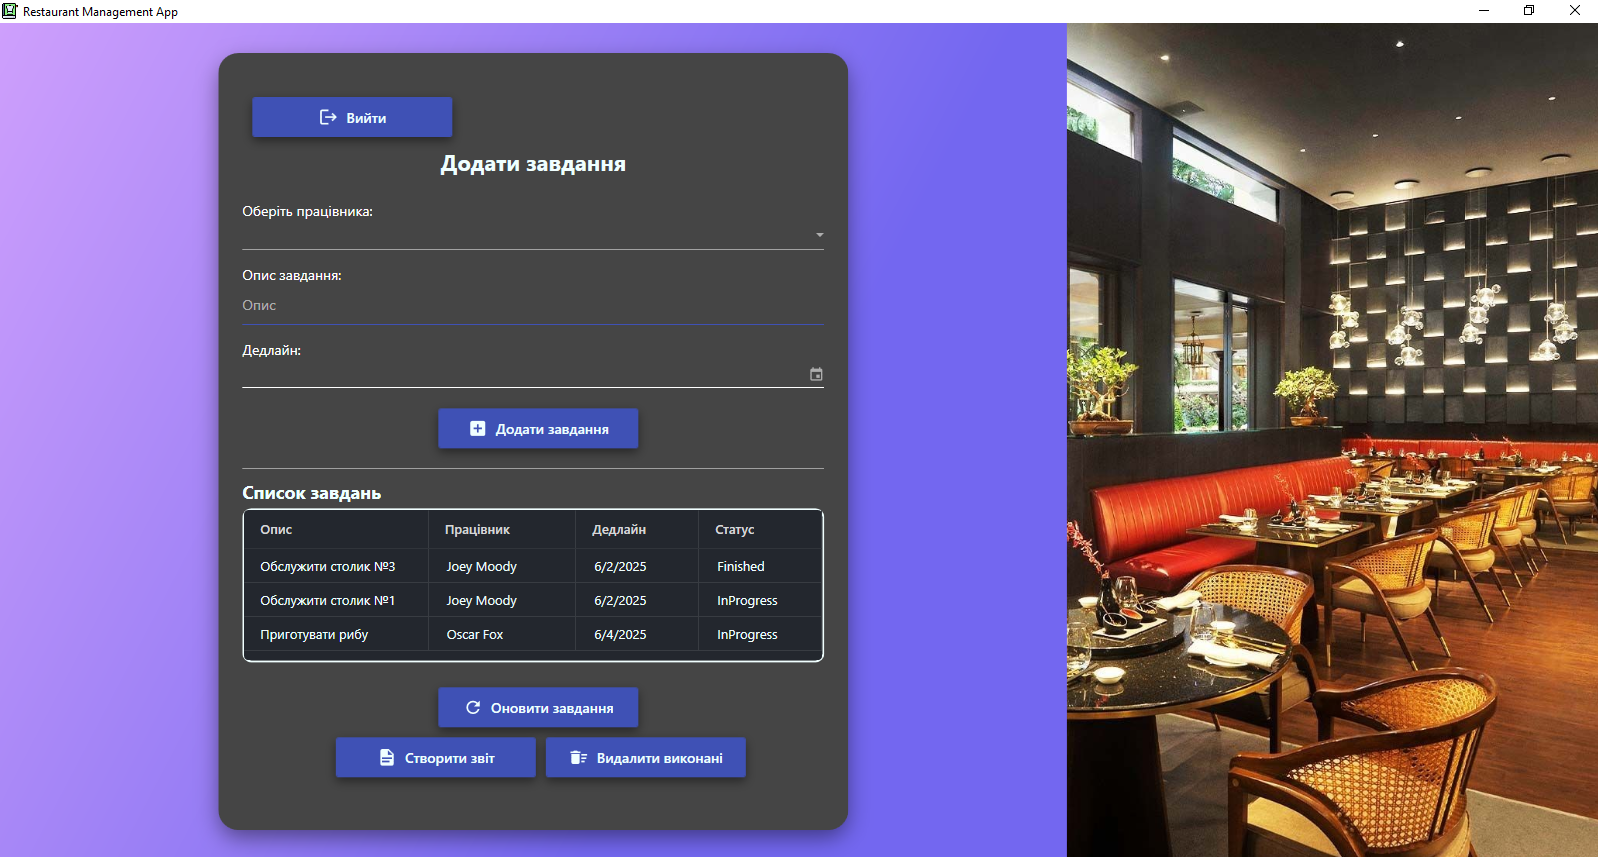 Restaurant Management App
Вийти
Додати завдання
Оберіть працівника:
Опис завдання:
Опис
Дедлайн:
Додати завдання
Список завдань
Опис Працівник Дедлайн Статус
Обслужити столик №3 Joey Moody 6/2/2025 Finished
Обслужити столик №1 Joey Moody 6/2/2025 InProgress
Приготувати рибу Oscar Fox 6/4/2025 InProgress
Оновити завдання
Створити звіт Видалити виконані